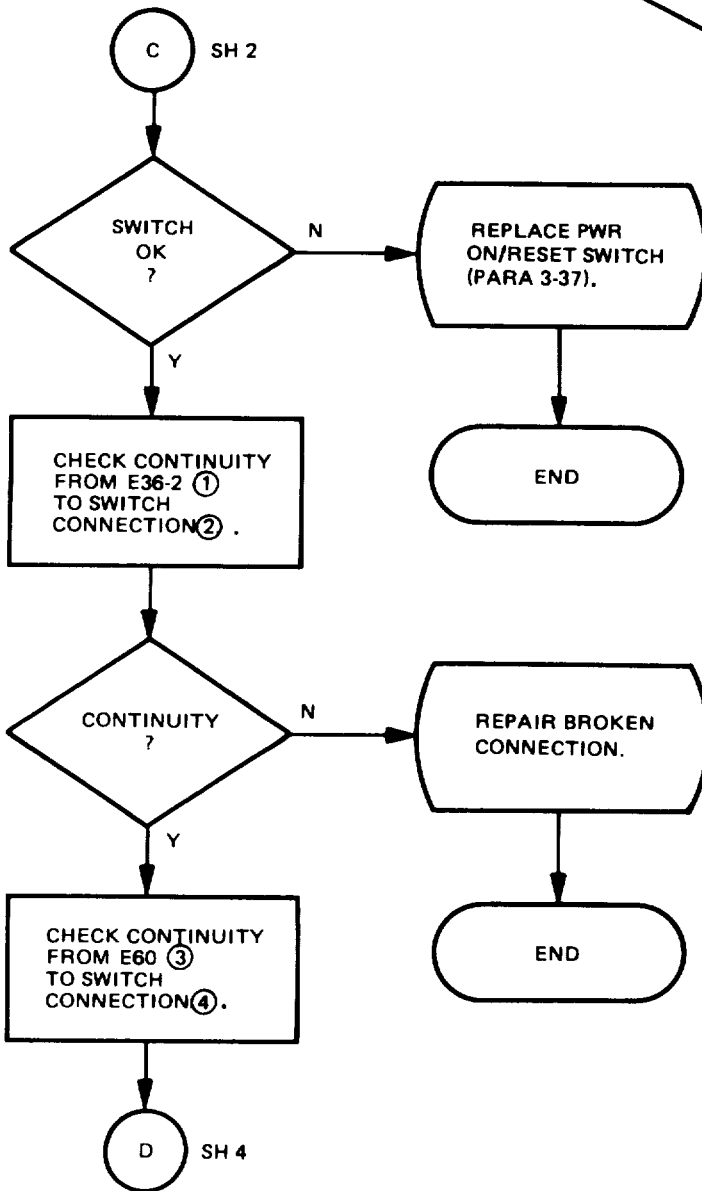 C SH 2
SWITCH
OK
?
N
REPLACE PWR
ON/RESET SWITCH
(PARA 3-37).
Y
END
CHECK CONTINUITY
FROM E36-2 ①
TO SWITCH
CONNECTION② .
CONTINUITY
?
N
REPAIR BROKEN
CONNECTION.
Y
END
CHECK CONTINUITY
FROM E60 ③
TO SWITCH
CONNECTION④.
D SH 4